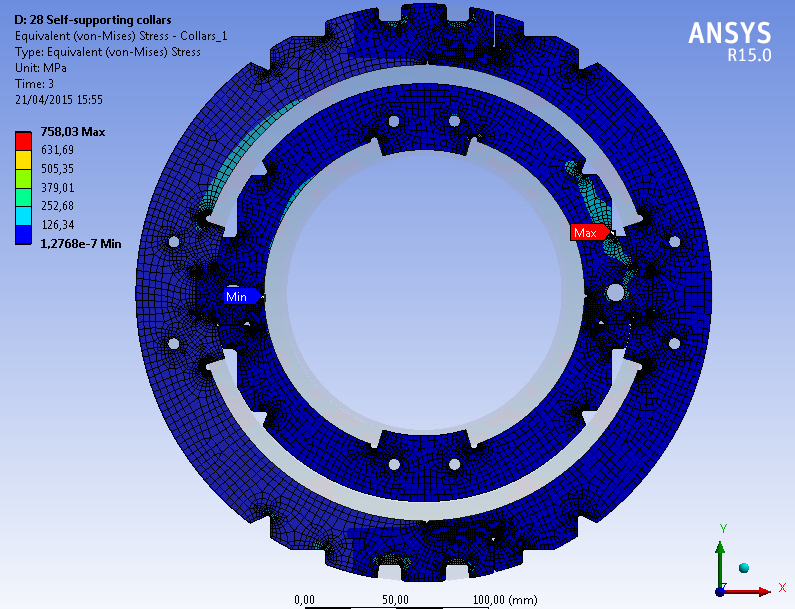 D: 28 Self-supporting collars
Equivalent (von-Mises) Stress - Collars_1
Type: Equivalent (von-Mises) Stress
Unit: MPa
Time: 3
21/04/2015 15:55
ANSYS
R15.0
758,03 Max
631,69
505,35
379,01
252,68
126,34
1,2768e-7 Min
Max
Min
0,00 50,00 100,00 (mm)
Y
Z X